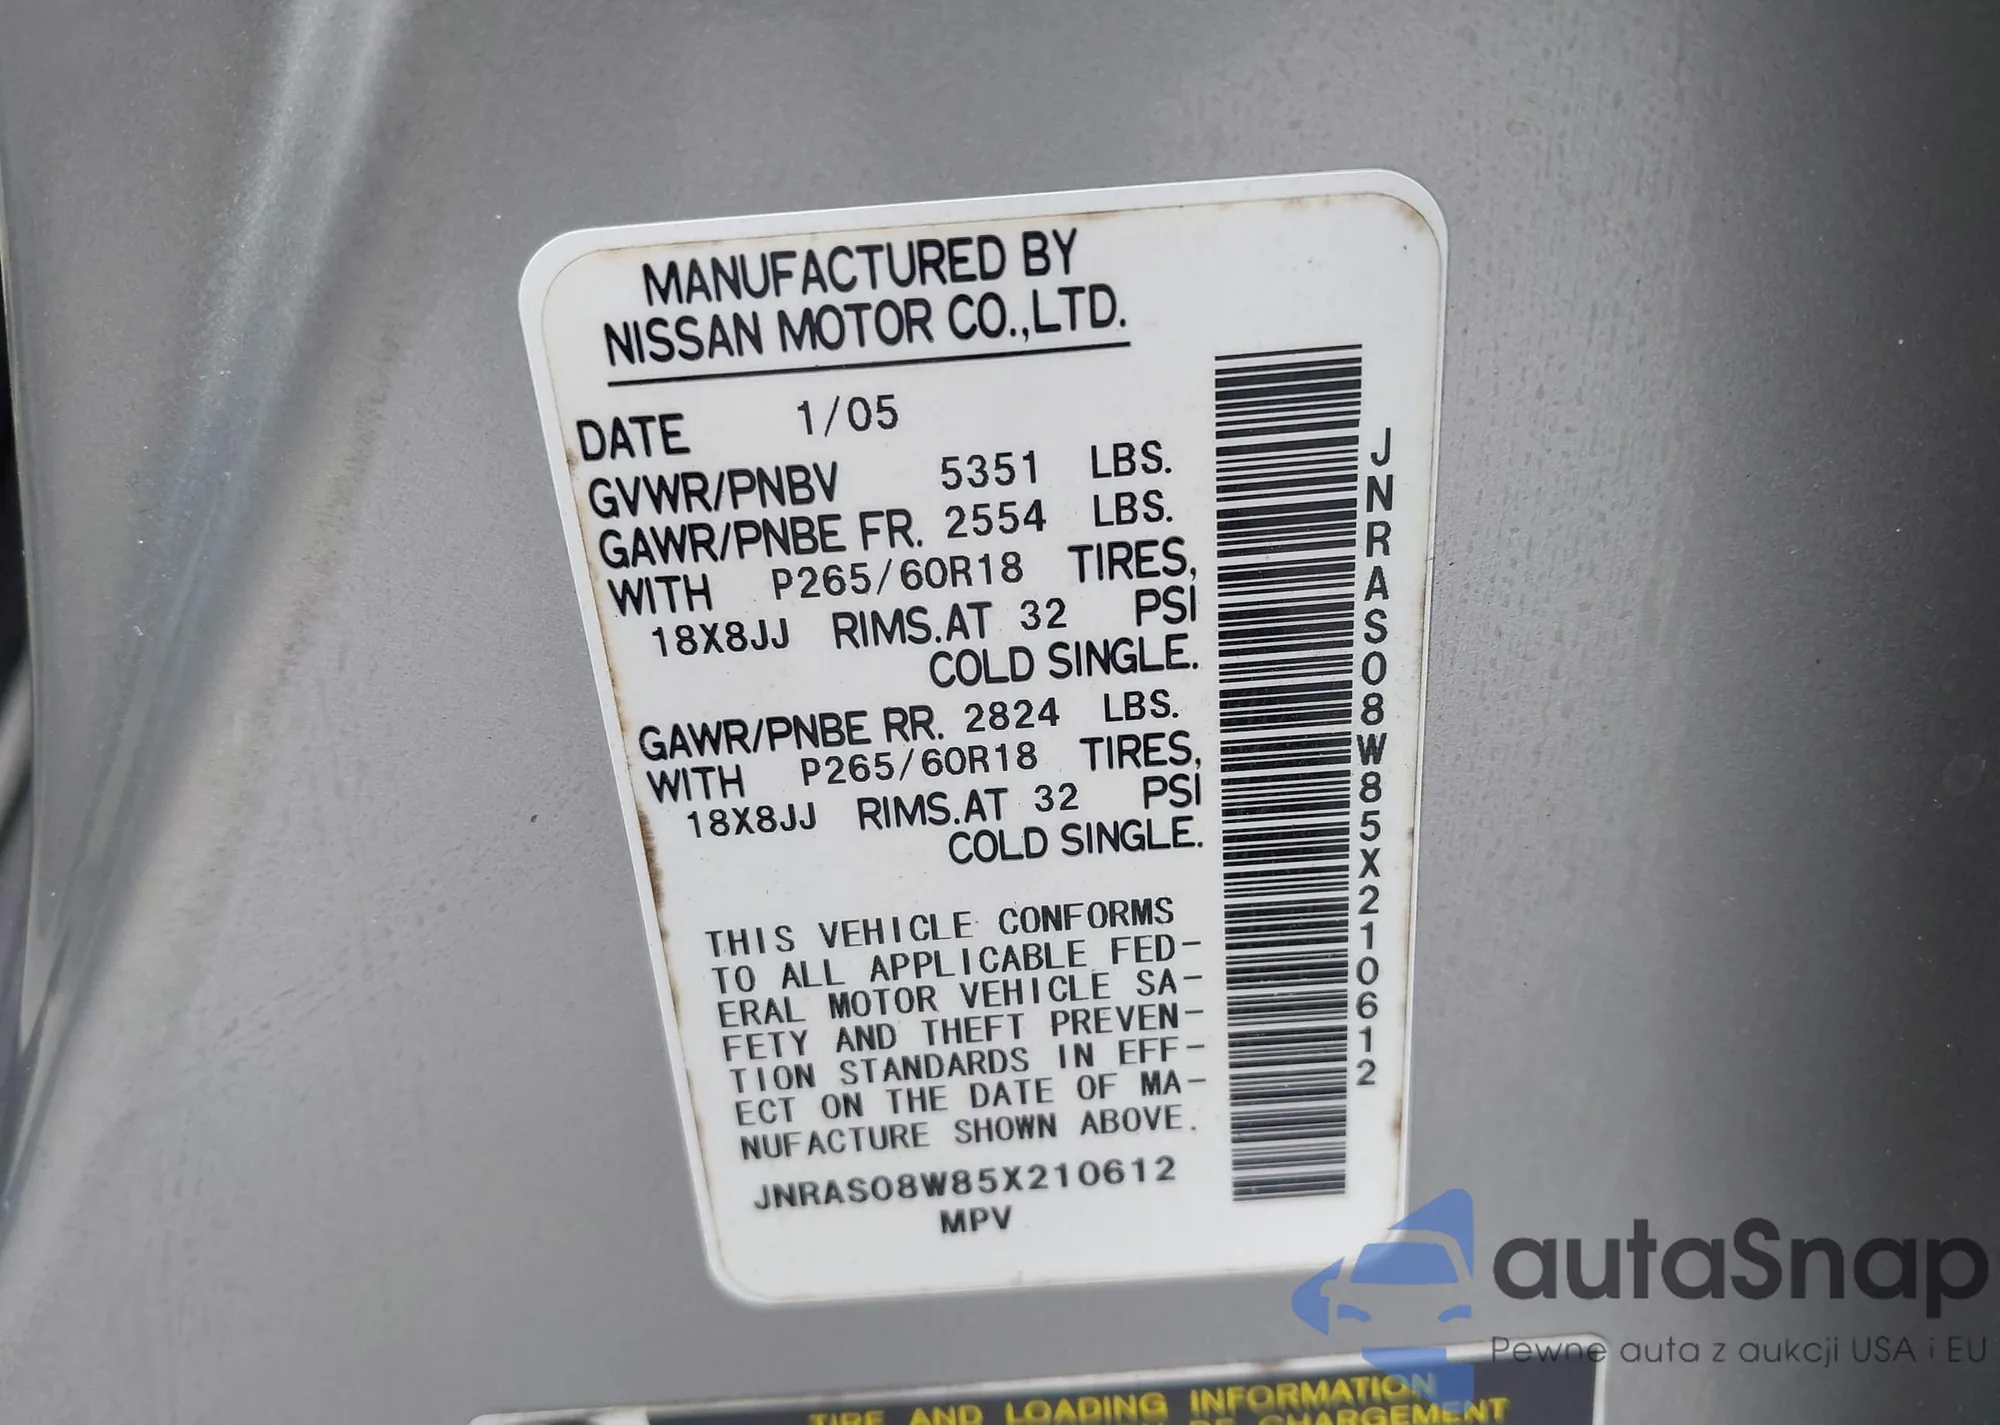 MANUFACTURED BY
NISSAN MOTOR CO.,LTD.
DATE 1/05
GVWR/PNBV 5351 LBS.
GAWR/PNBE FR. 2554 LBS.
WITH P265/60R18 TIRES,
18X8JJ RIMS.AT 32 PSI
COLD SINGLE.
GAWR/PNBE RR. 2824 LBS.
WITH P265/60R18 TIRES,
18X8JJ RIMS.AT 32 PSI
COLD SINGLE.
THIS VEHICLE CONFORMS
TO ALL APPLICABLE FED-
ERAL MOTOR VEHICLE SA-
FETY AND THEFT PREVEN-
TION STANDARDS IN EFF-
ECT ON THE DATE OF MA-
NUFACTURE SHOWN ABOVE.
JNRAS08W85X210612
MPV
JNRAS08W85X210612
autaSnap
Pewne auta z aukcji USA i EU
TIRE AND LOADING INFORMATION
DE CHARGEMENT